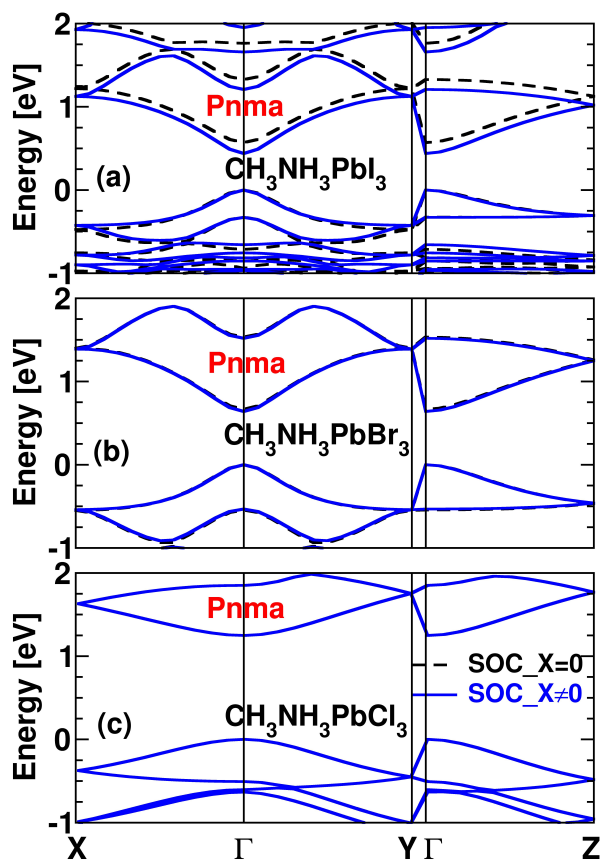 2
1
0
-1
Energy [eV]
Pnma
(a)
CH₃NH₃PbI₃
2
1
0
-1
Energy [eV]
Pnma
(b)
CH₃NH₃PbBr₃
2
1
0
-1
Energy [eV]
Pnma
SOC_X=0
SOC_X≠0
(c)
CH₃NH₃PbCl₃
X Γ Y Γ Z